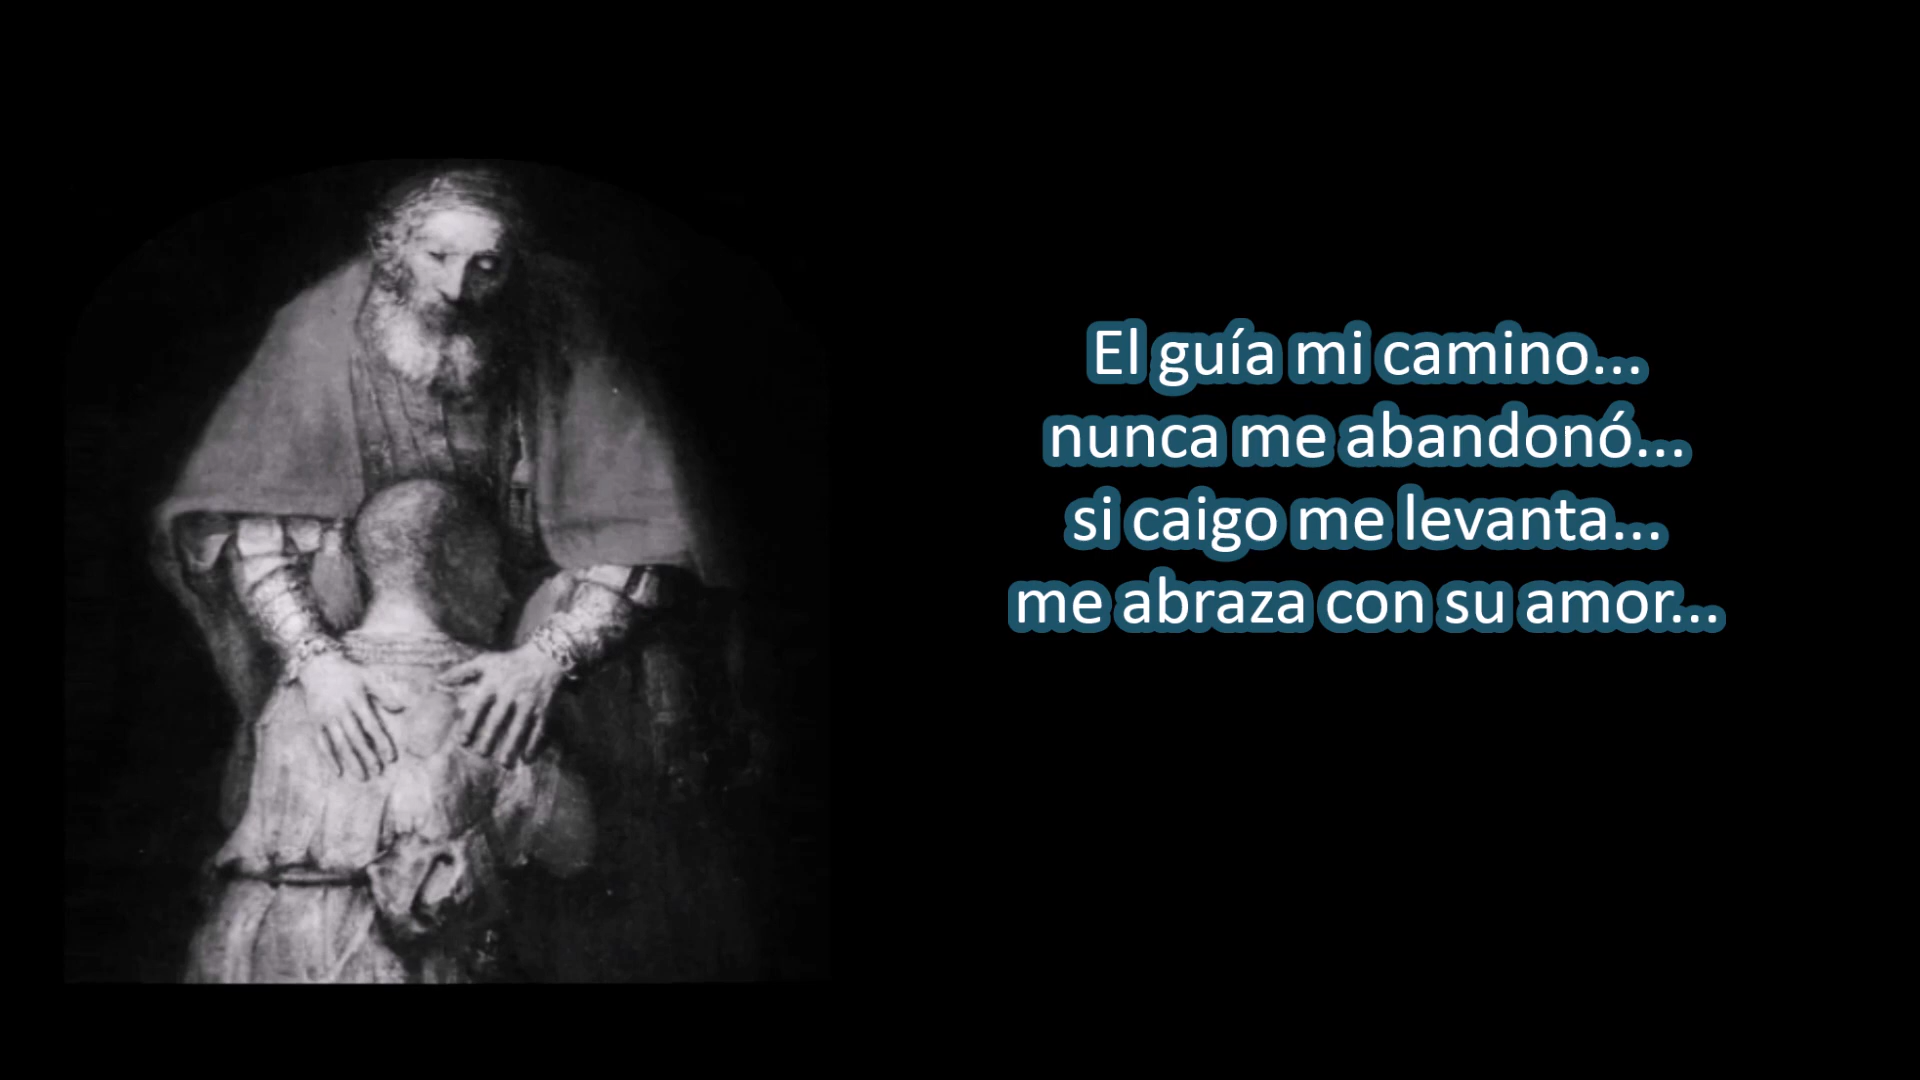 El guía mi camino...
nunca me abandonó...
si caigo me levanta...
me abraza con su amor...